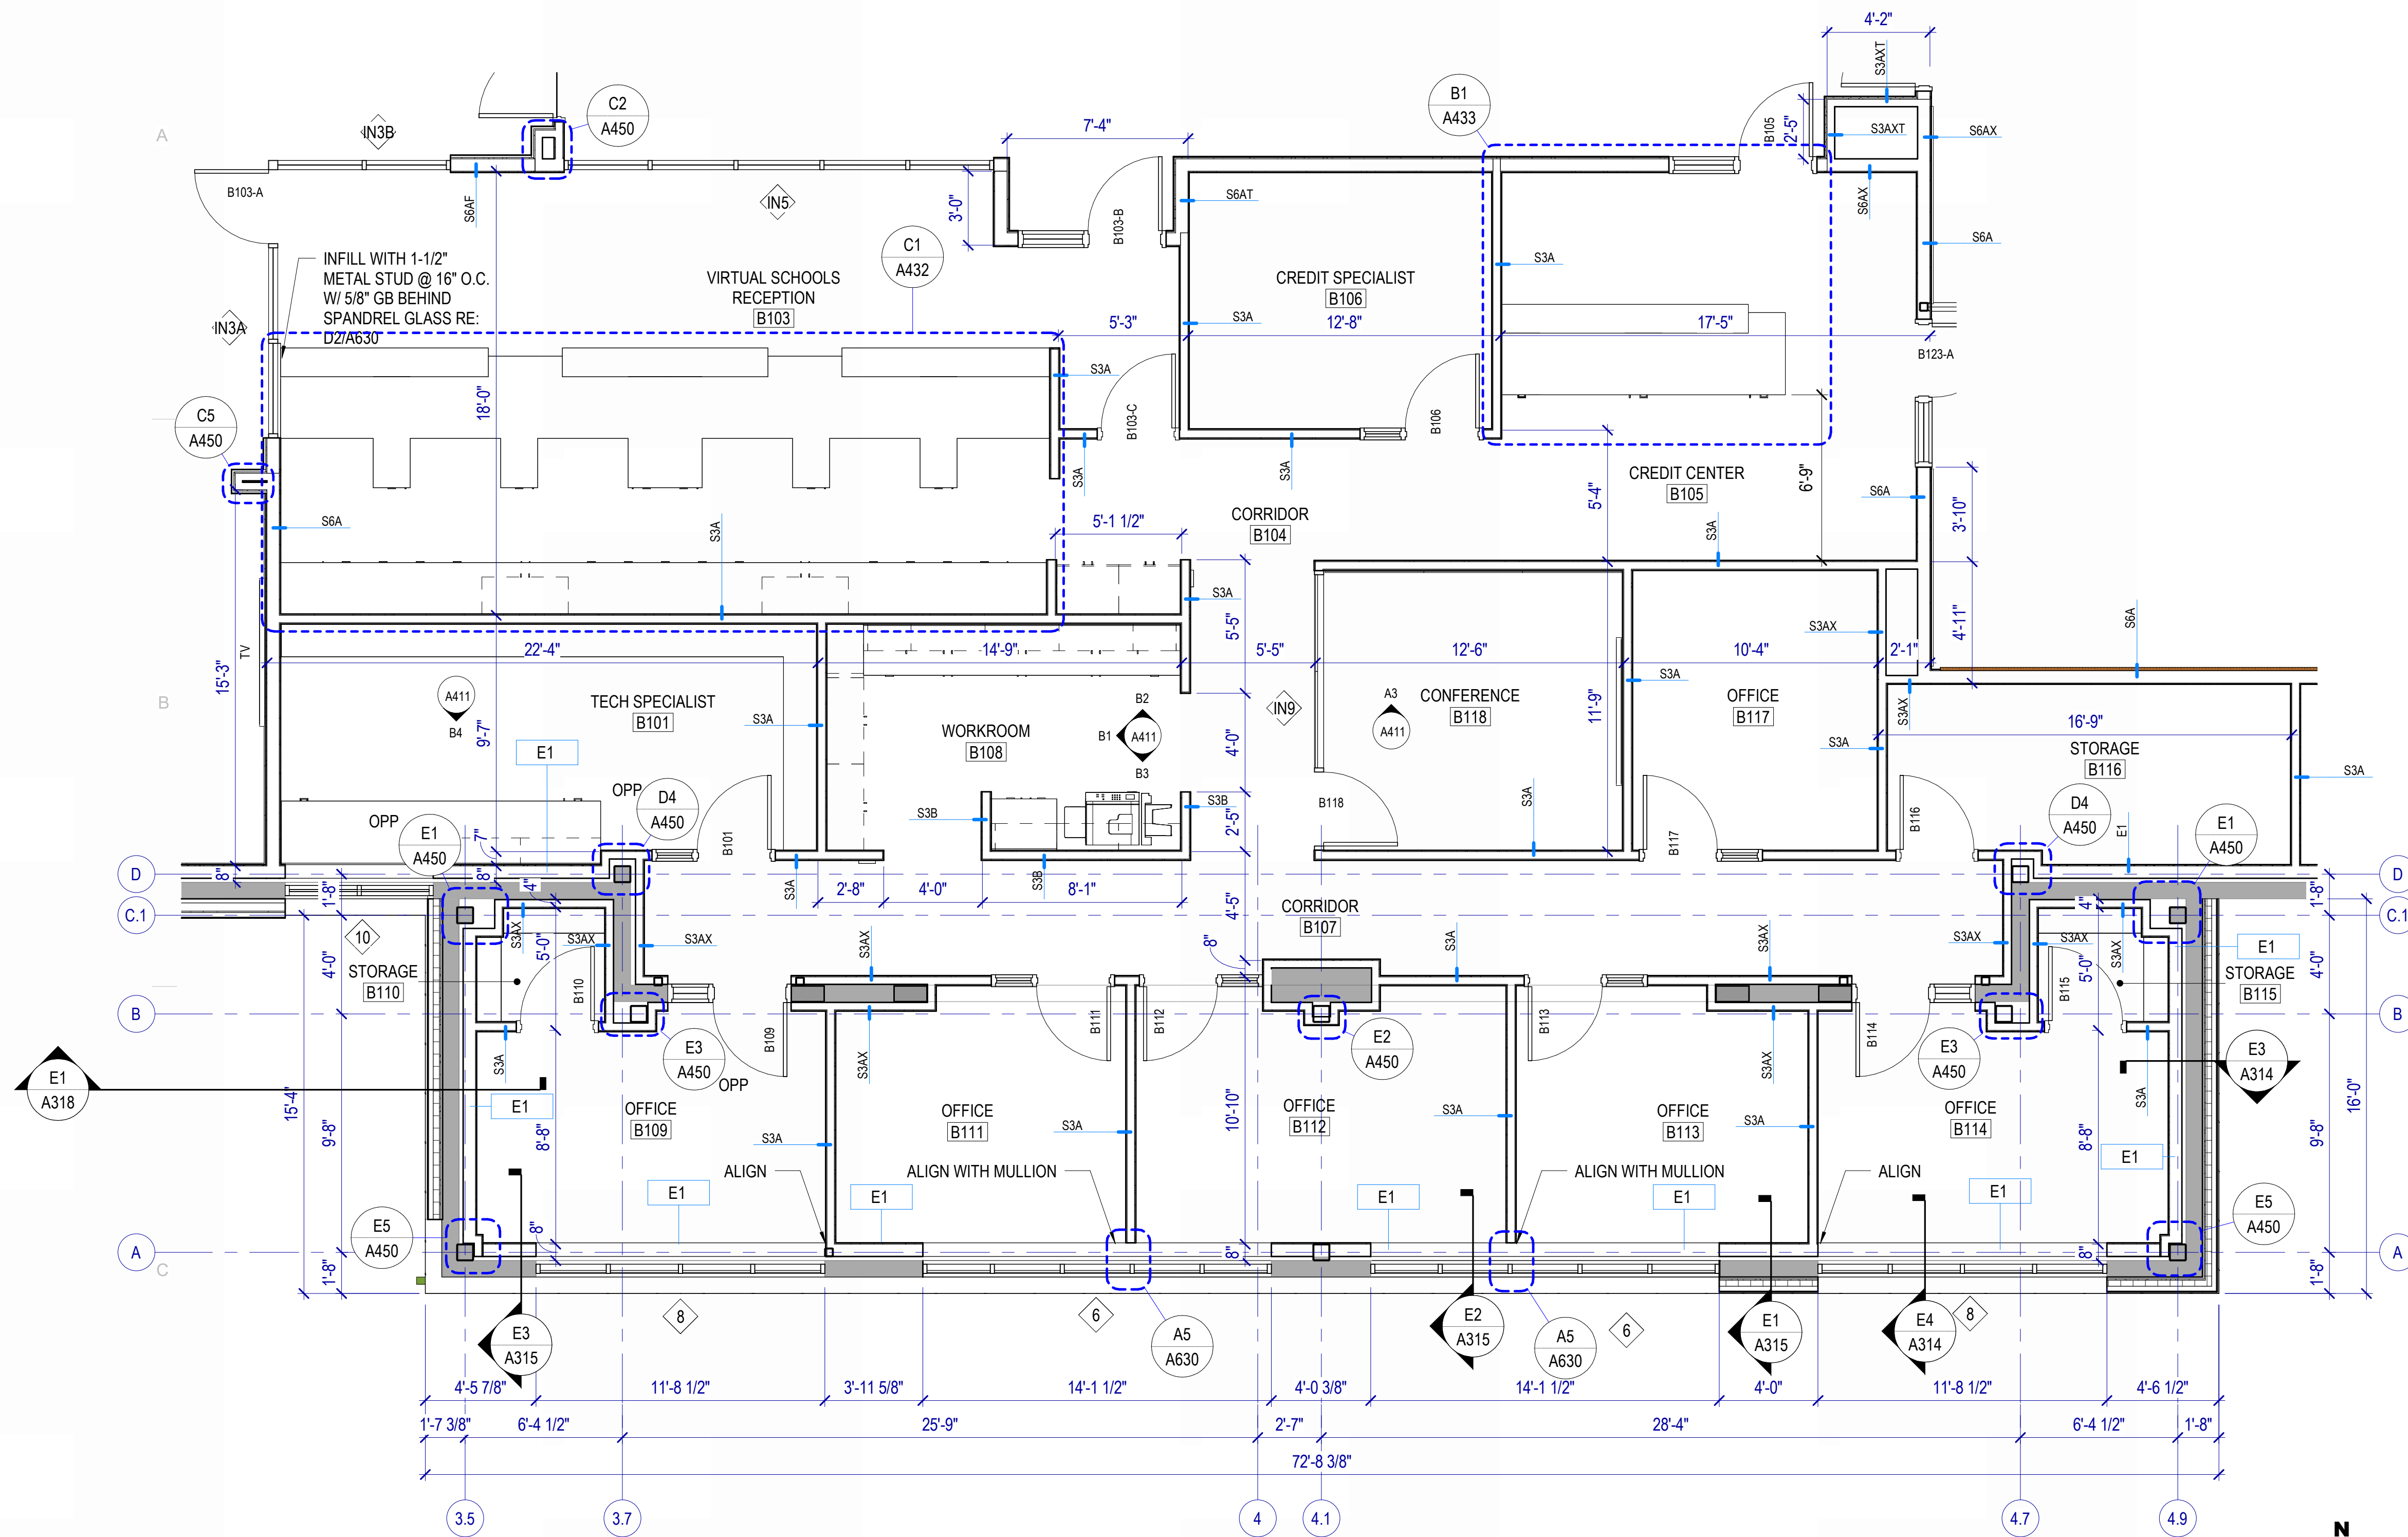 4'-2"
S3AXT
C2
A450
B1
A433
A
IN3B
7'-4"
B105
2'-5"
S3AXT
S6AX
B103-A
S6AF
IN5
3'-0"
B103-B
S6AT
S6AX
S6A
INFILL WITH 1-1/2"
METAL STUD @ 16" O.C.
W/ 5/8" GB BEHIND
SPANDREL GLASS RE:
D2/A630
C1
A432
VIRTUAL SCHOOLS
RECEPTION
B103
CREDIT SPECIALIST
B106
S3A
IN3A
5'-3"
S3A
12'-8"
17'-5"
B123-A
S3A
18'-0"
C5
A450
B103-C
B106
S3A
S3A
5'-4"
CREDIT CENTER
B105
6'-9"
S6A
3'-10"
S6A
S3A
5'-1 1/2"
CORRIDOR
B104
S3A
S3A
5'-5"
S3AX
4'-11"
S6A
TV
15'-3"
22'-4"
14'-9"
5'-5"
12'-6"
10'-4"
2'-1"
S3A
B
A411
B4
9'-7"
TECH SPECIALIST
B101
S3A
WORKROOM
B108
B2
B1
A411
B3
4'-0"
IN9
A3
A411
CONFERENCE
B118
11'-9"
OFFICE
B117
S3AX
16'-9"
STORAGE
B116
S3A
S3A
E1
OPP
D4
A450
OPP
E1
A450
7"
B101
S3B
S3B
2'-5"
B118
S3A
B117
B116
D4
A450
E1
E1
A450
D
8"
1'-8"
8"
4"
S3A
2'-8"
4'-0"
S3B
8'-1"
4'-5"
CORRIDOR
B107
4"
1'-8"
D
C.1
10
S3AX
5'-0"
S3AX
S3AX
S3AX
8"
S3A
S3AX
S3AX
S3AX
S3AX
E1
C.1
4'-0"
STORAGE
B110
B110
5'-0"
B115
STORAGE
B115
4'-0"
B
S3A
E3
A450
OPP
B109
S3AX
B111
B112
E2
A450
B113
S3AX
B114
E3
A450
S3A
E3
A314
B
E1
A318
15'-4"
9'-8"
E1
8'-8"
OFFICE
B109
S3A
OFFICE
B111
S3A
10'-10"
OFFICE
B112
S3A
OFFICE
B113
S3A
OFFICE
B114
8'-8"
E1
9'-8"
16'-0"
ALIGN
ALIGN WITH MULLION
ALIGN WITH MULLION
ALIGN
E1
E1
E1
E1
E1
E5
A450
8"
8"
8"
E5
A450
A
C
1'-8"
1'-8"
A
8
6
6
8
E3
A315
A5
A630
E2
A315
A5
A630
E1
A315
E4
A314
4'-5 7/8"
11'-8 1/2"
3'-11 5/8"
14'-1 1/2"
4'-0 3/8"
14'-1 1/2"
4'-0"
11'-8 1/2"
4'-6 1/2"
1'-7 3/8"
6'-4 1/2"
25'-9"
2'-7"
28'-4"
6'-4 1/2"
1'-8"
72'-8 3/8"
3.5
3.7
4
4.1
4.7
4.9
N